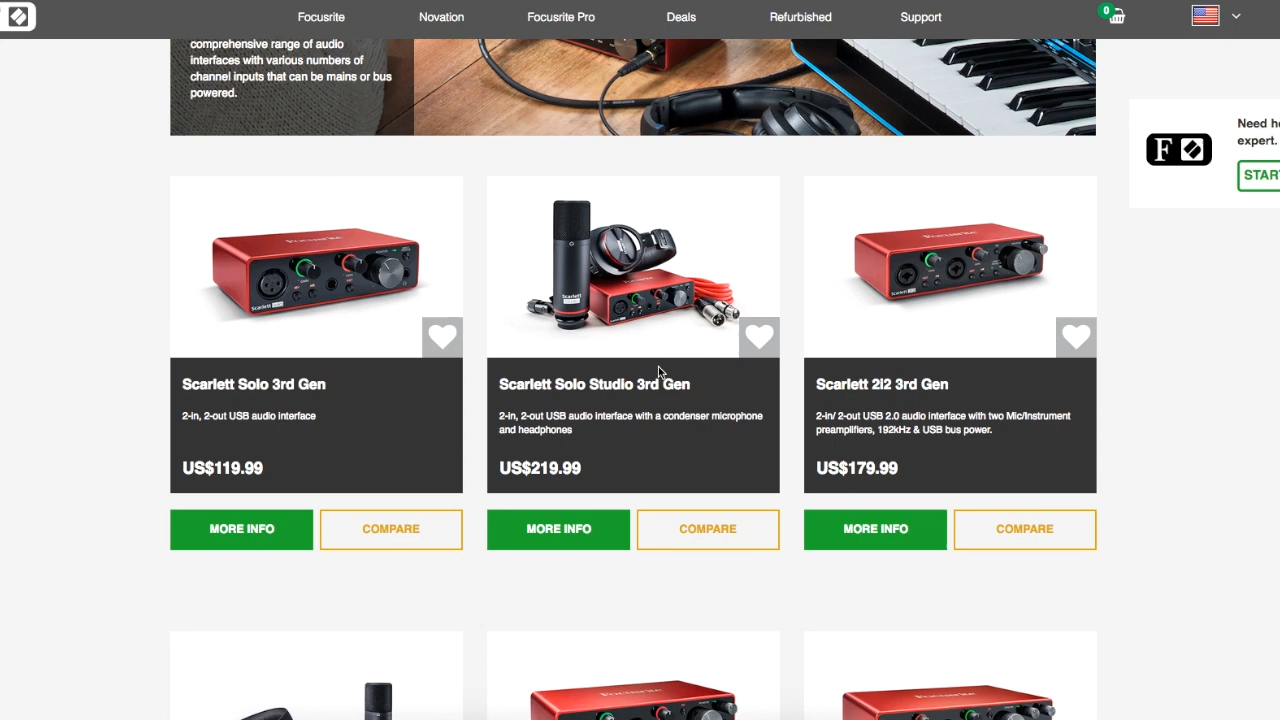 Focusrite
Novation
Focusrite Pro
Deals
Refurbished
Support
0
comprehensive range of audio
interfaces with various numbers of
channel inputs that can be mains or bus
powered.
Need
expert.
F
Scarlett Solo 3rd Gen
2-in, 2-out USB audio interface
US$119.99
MORE INFO
COMPARE
Scarlett
Scarlett Solo Studio 3rd Gen
2-in, 2-out USB audio interface with a condenser microphone
and headphones
US$219.99
MORE INFO
COMPARE
Scarlett 2i2 3rd Gen
2-in/ 2-out USB 2.0 audio interface with two Mic/Instrument
preamplifiers, 192kHz & USB bus power.
US$179.99
MORE INFO
COMPARE